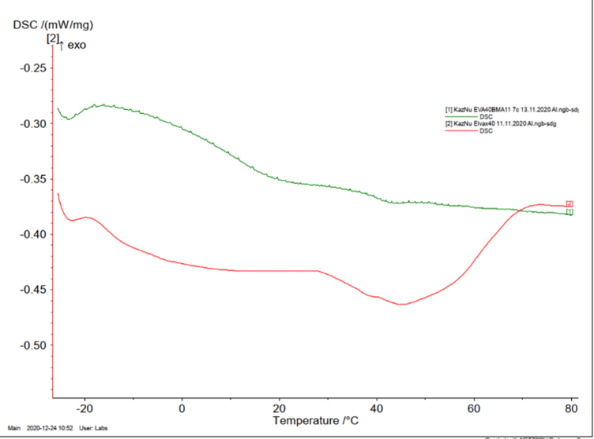 DSC /(mW/mg)
[2] ↑ exo
-0.25
-0.30
-0.35
-0.40
-0.45
-0.50
[1] KazNu EVA40BMA11 7c 13.11.2020 Al.ngb-sdg
DSC
[2] KazNu Elvax40 11.11.2020 Al.ngb-sdg
DSC
[2]
[1]
-20 0 20 40 60 80
Temperature /°C
Main 2020-12-24 10:52 User: Labs